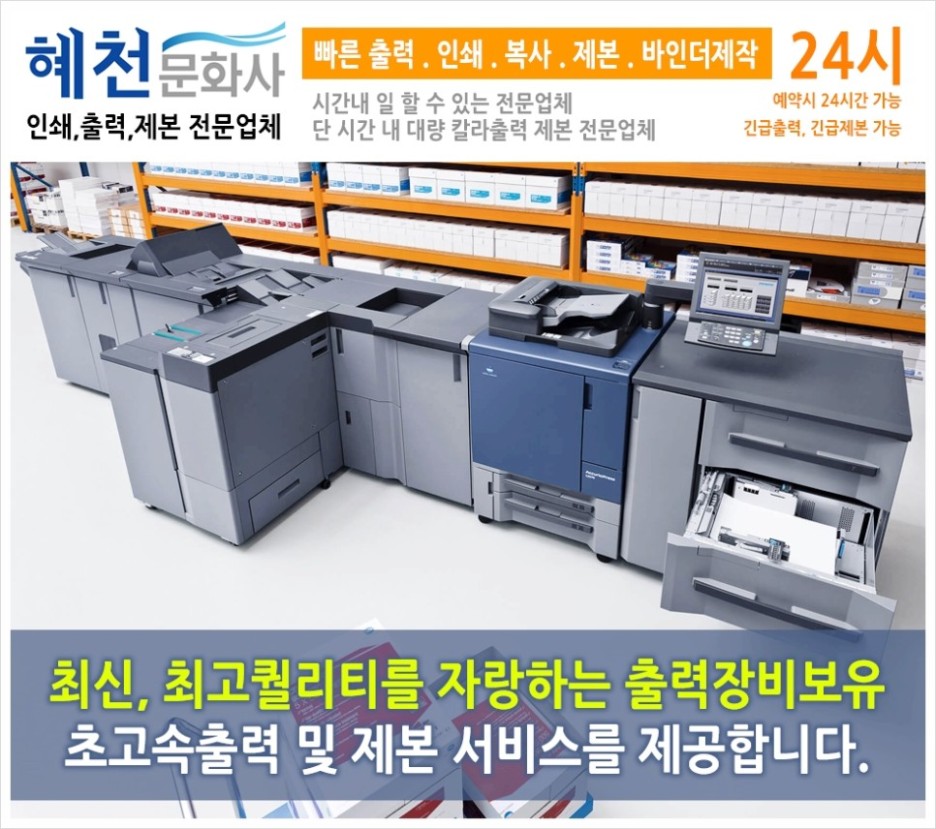 혜천문화사
인쇄,출력,제본 전문업체
빠른 출력 . 인쇄 . 복사 . 제본 . 바인더제작
시간내 일 할 수 있는 전문업체
단 시간 내 대량 칼라출력 제본 전문업체
24시
예약시 24시간 가능
긴급출력, 긴급제본 가능
최신, 최고퀄리티를 자랑하는 출력장비보유
초고속출력 및 제본 서비스를 제공합니다.